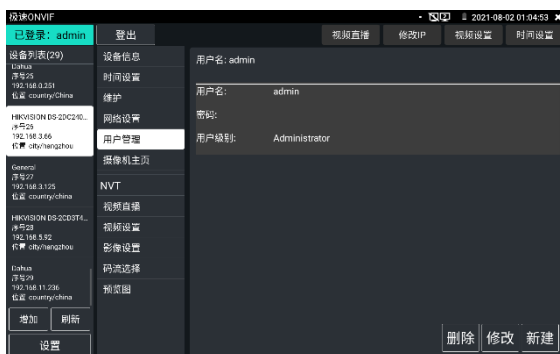 极速ONVIF
2021-08-02 01:04:53
已登录: admin
登出
视频直播
修改IP
视频设置
时间设置
设备列表(29)
Dahua
序号25
192.168.0.251
位置 country/China
HIKVISION DS-2DC240...
序号26
192.168.3.66
位置 city/hangzhou
General
序号27
192.168.3.125
位置 country/china
HIKVISION DS-2CD3T4...
序号28
192.168.5.92
位置 city/hangzhou
Dahua
序号29
192.168.11.236
位置 country/china
增加
刷新
设置
设备信息
时间设置
维护
网络设置
用户管理
摄像机主页
NVT
视频直播
视频设置
影像设置
码流选择
预览图
用户名: admin
用户名: admin
密码:
用户级别: Administrator
删除
修改
新建